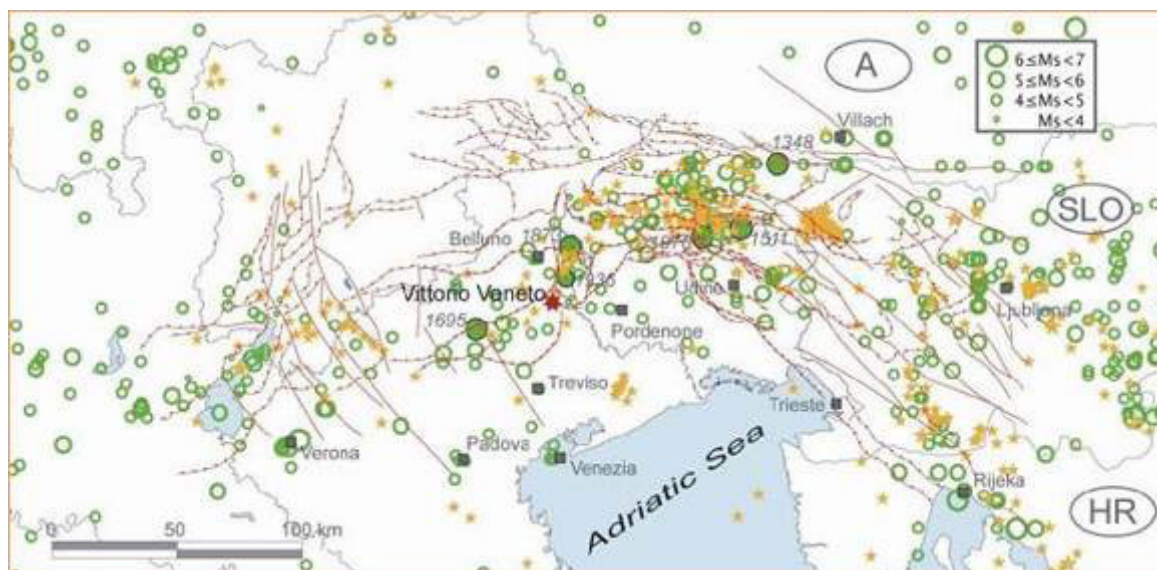 6≤Ms<7
5≤Ms<6
4≤Ms<5
Ms<4
A
Villach
1348
SLO
Belluno
1511
1936
Vittorio Veneto
Udine
Ljubljana
1695
Pordenone
Treviso
Trieste
Verona
Padova
Venezia
Adriatic Sea
Rijeka
HR
0 50 100 km